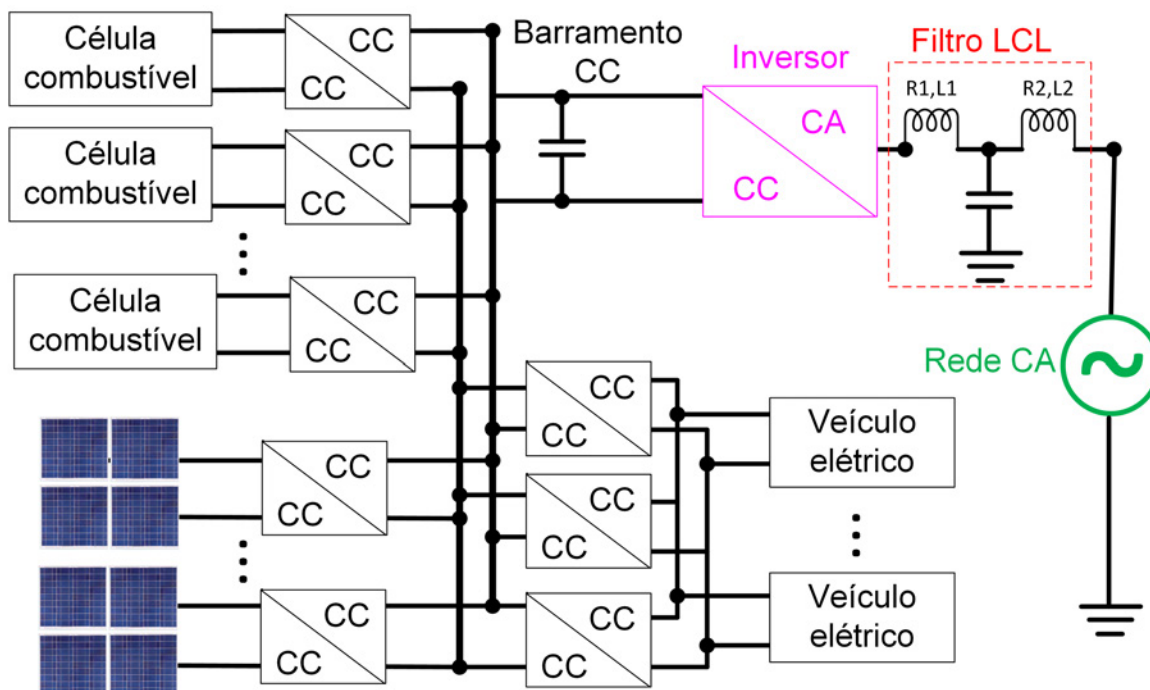 Célula
combustível
CC
CC
Célula
combustível
CC
CC
Célula
combustível
CC
CC
CC
CC
CC
CC
Barramento
CC
Inversor
CA
CC
Filtro LCL
R1,L1
R2,L2
Rede CA
CC
CC
CC
CC
CC
CC
Veículo
elétrico
Veículo
elétrico